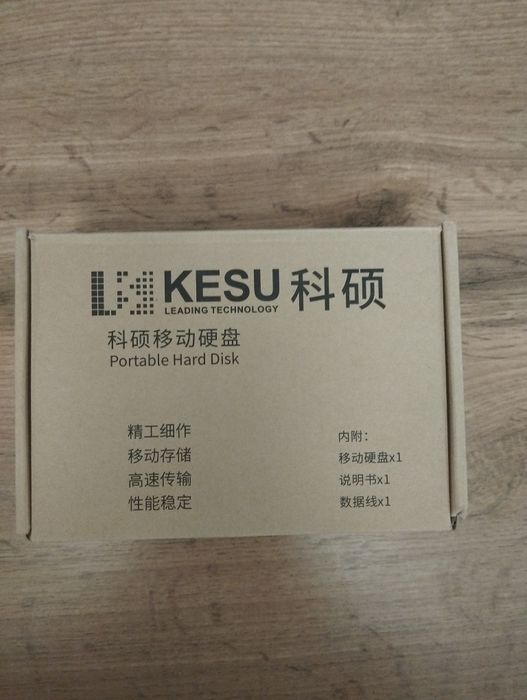 KESU 科硕
LEADING TECHNOLOGY
科硕移动硬盘
Portable Hard Disk
精工细作
移动存储
高速传输
性能稳定
内附：
移动硬盘x1
说明书x1
数据线x1